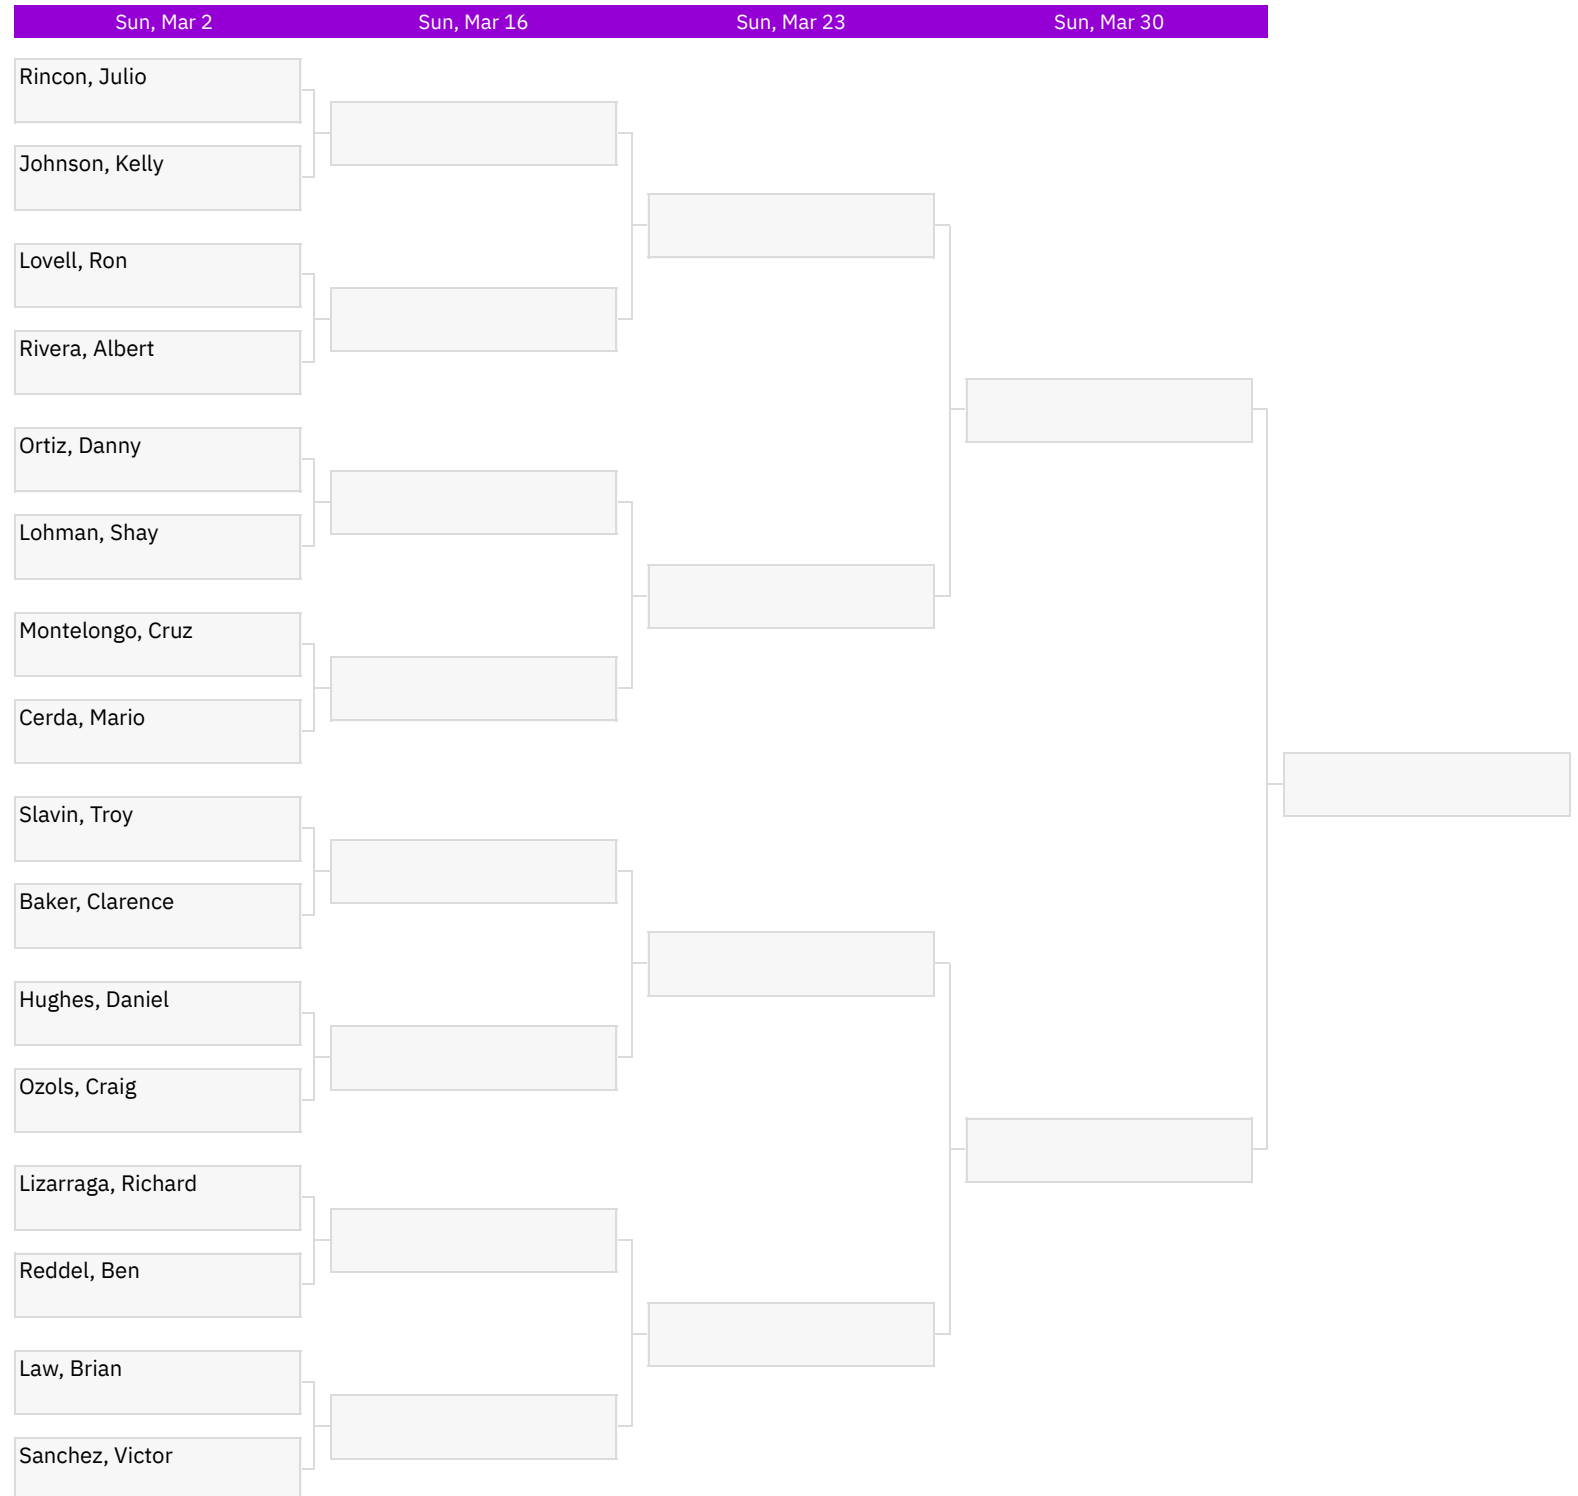 Sun, Mar 2
Sun, Mar 16
Sun, Mar 23
Sun, Mar 30
Rincon, Julio
Johnson, Kelly
Lovell, Ron
Rivera, Albert
Ortiz, Danny
Lohman, Shay
Montelongo, Cruz
Cerda, Mario
Slavin, Troy
Baker, Clarence
Hughes, Daniel
Ozols, Craig
Lizarraga, Richard
Reddel, Ben
Law, Brian
Sanchez, Victor